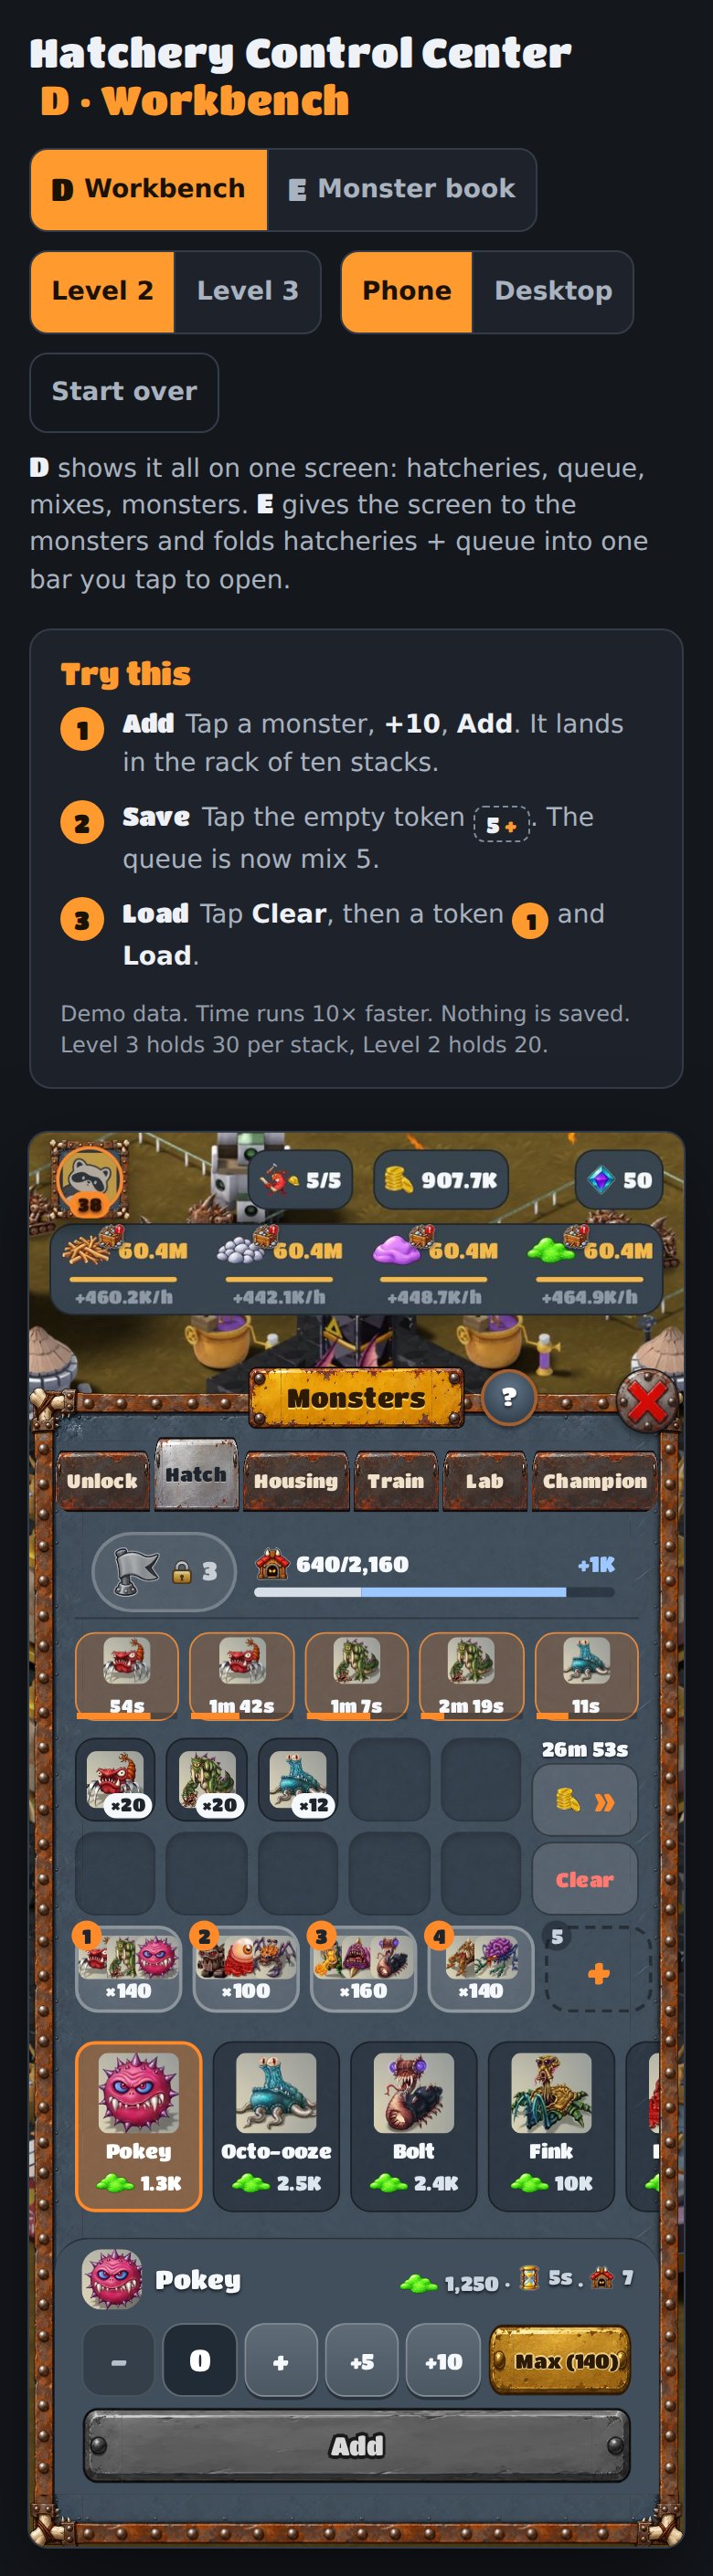 Hatchery Control Center
D · Workbench
D Workbench
E Monster book
Level 2
Level 3
Phone
Desktop
Start over
D shows it all on one screen: hatcheries, queue,
mixes, monsters. E gives the screen to the
monsters and folds hatcheries + queue into one
bar you tap to open.
Try this
1 Add Tap a monster, +10, Add. It lands
in the rack of ten stacks.
2 Save Tap the empty token 5 +. The
queue is now mix 5.
3 Load Tap Clear, then a token 1 and
Load.
Demo data. Time runs 10× faster. Nothing is saved.
Level 3 holds 30 per stack, Level 2 holds 20.
38
5/5
907.7K
50
60.4M
60.4M
60.4M
60.4M
+460.2K/h
+442.1K/h
+448.7K/h
+464.9K/h
Monsters
?
Unlock
Hatch
Housing
Train
Lab
Champion
3
640/2,160
+1K
54s
1m 42s
1m 7s
2m 19s
11s
×20
×20
×12
26m 53s
»
Clear
1
×140
2
×100
3
×160
4
×140
5
+
Pokey
1.3K
Octo-ooze
2.5K
Bolt
2.4K
Fink
10K
Pokey
1,250 · 5s · 7
−
0
+
+5
+10
Max (140)
Add